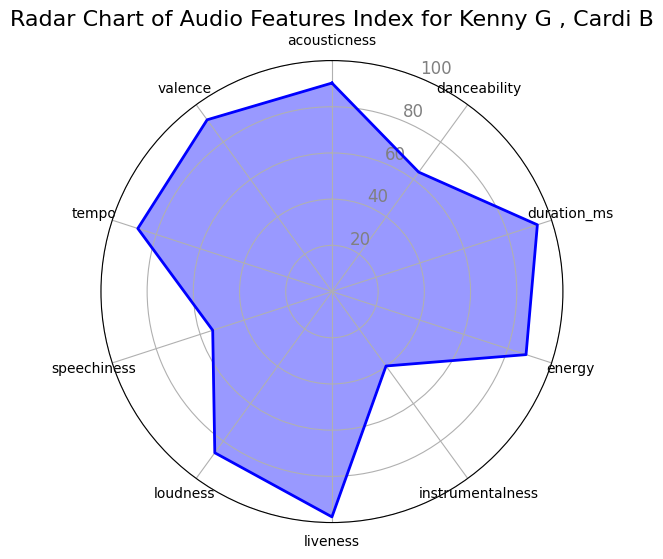 Radar Chart of Audio Features Index for Kenny G , Cardi B
acousticness
100
valence
danceability
80
60
40
tempo
duration_ms
20
speechiness
energy
loudness
instrumentalness
liveness